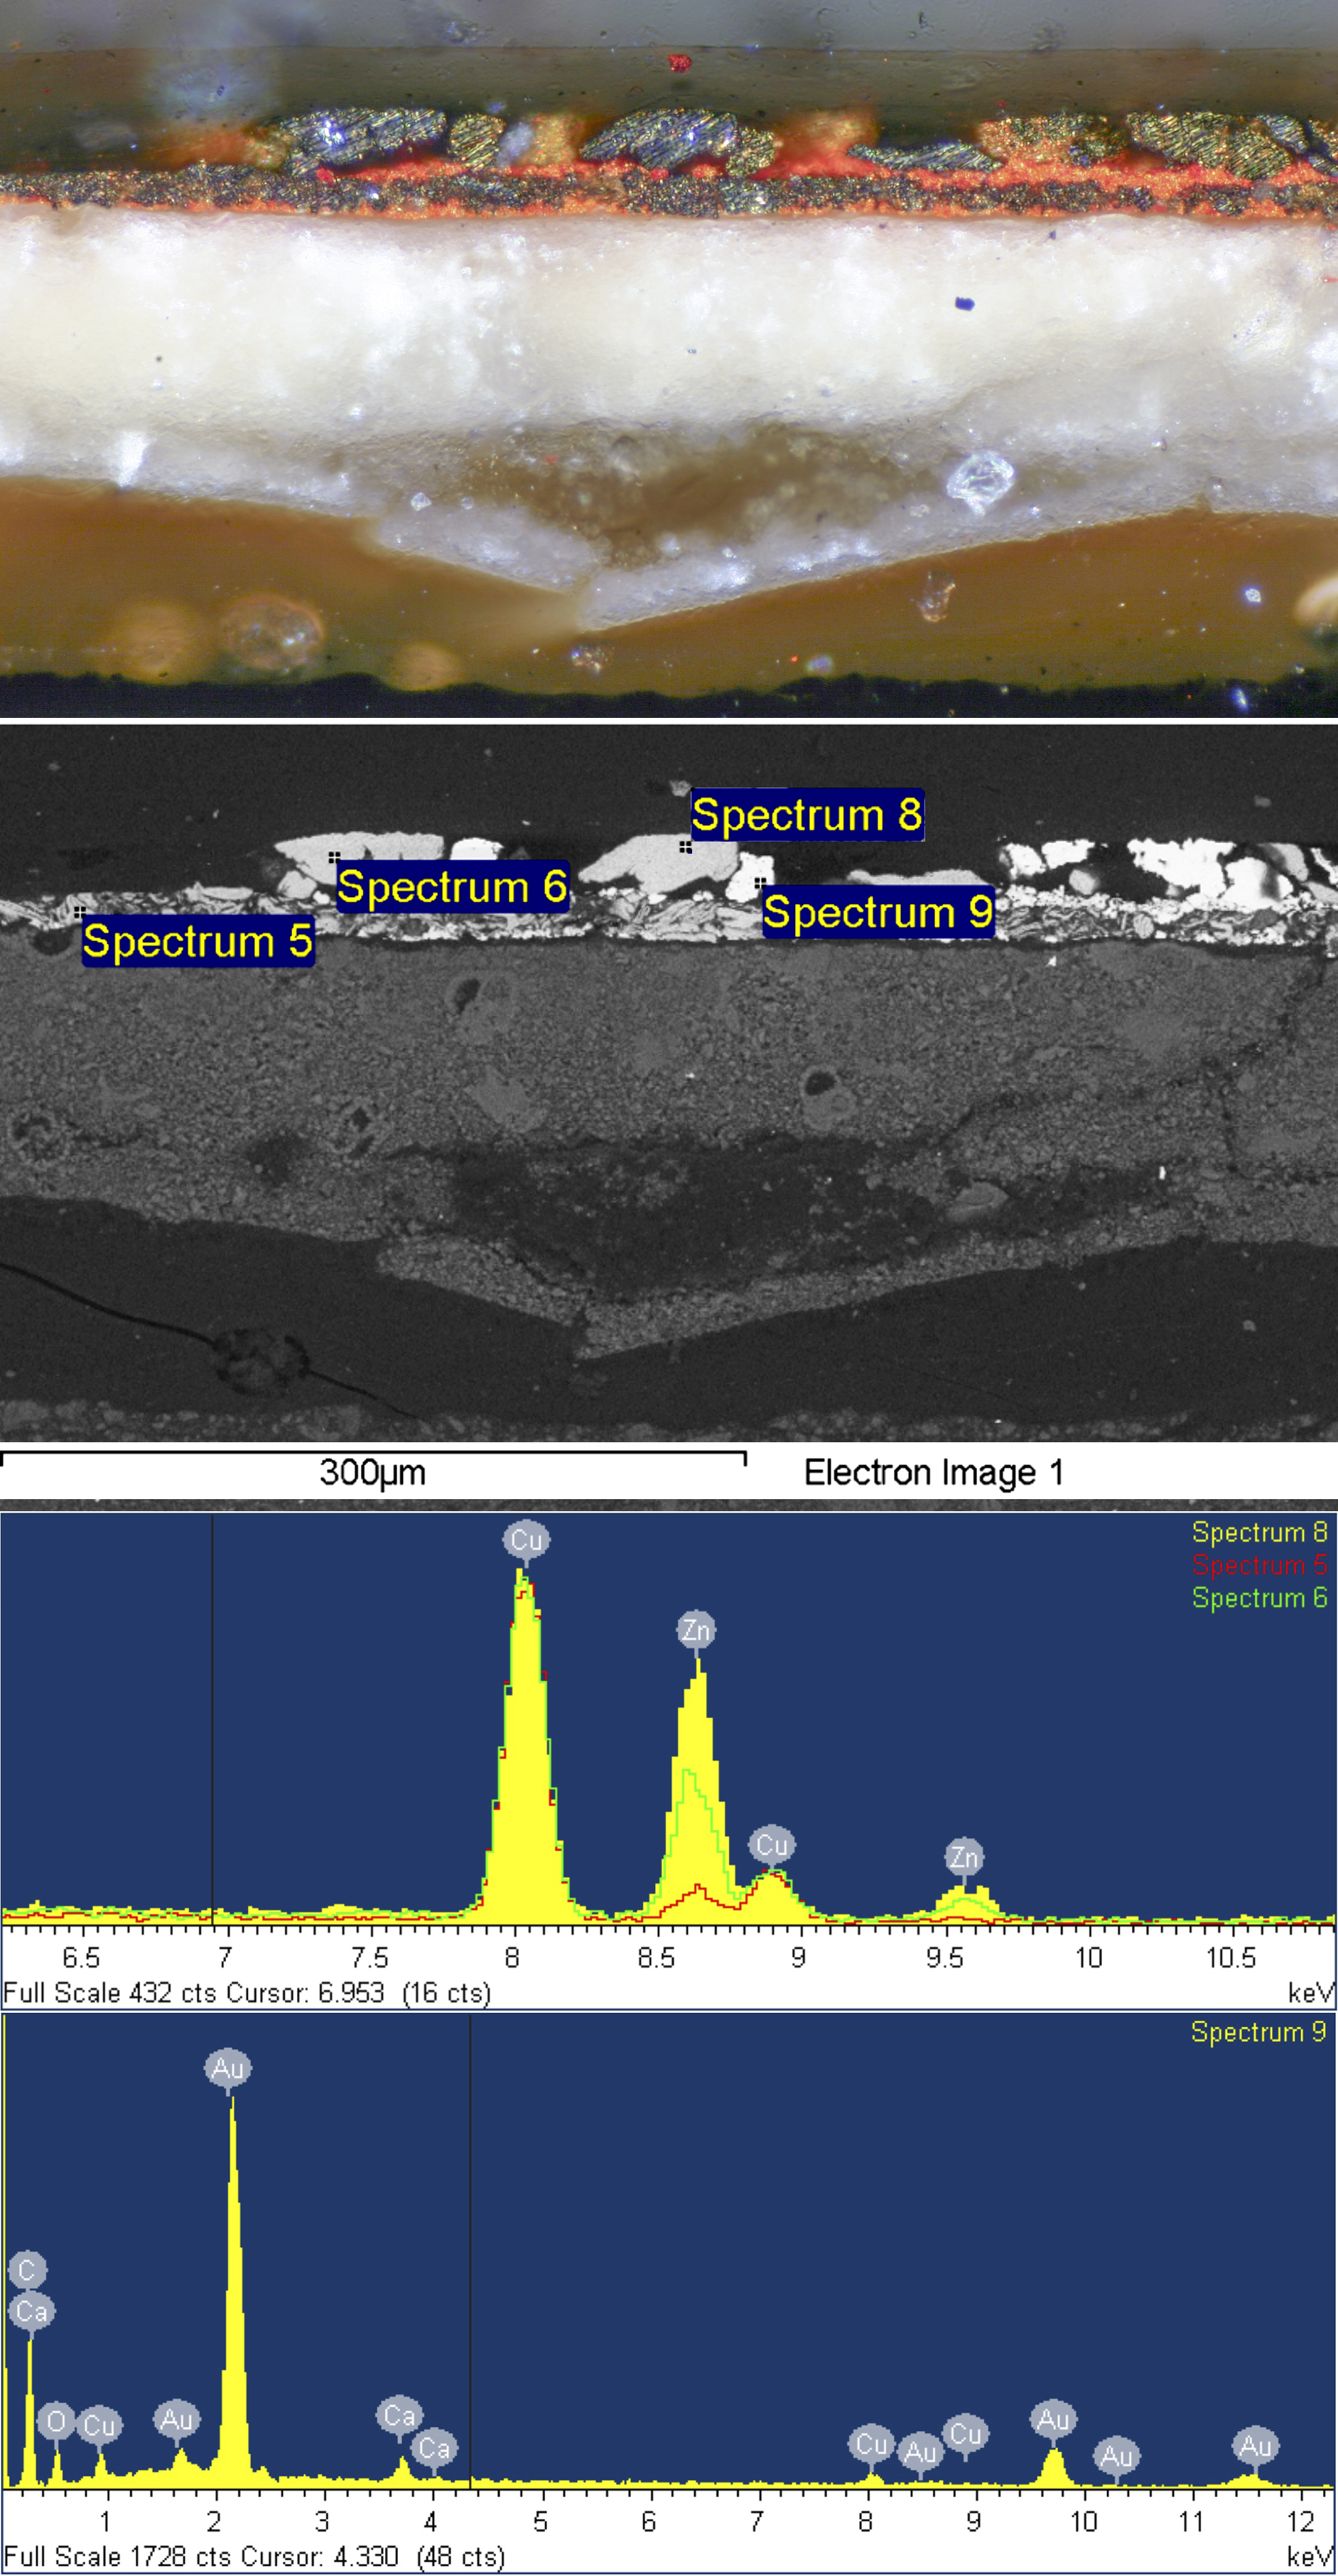 Spectrum 8
Spectrum 6
Spectrum 9
Spectrum 5
300µm
Electron Image 1
Spectrum 8
Spectrum 5
Spectrum 6
Cu
Zn
Cu
Zn
6.5 7 7.5 8 8.5 9 9.5 10 10.5
Full Scale 432 cts Cursor: 6.953 (16 cts) keV
Spectrum 9
Au
C
Ca
O Cu Au Ca Ca Cu Au Cu Au Au Au
1 2 3 4 5 6 7 8 9 10 11 12
Full Scale 1728 cts Cursor: 4.330 (48 cts) keV